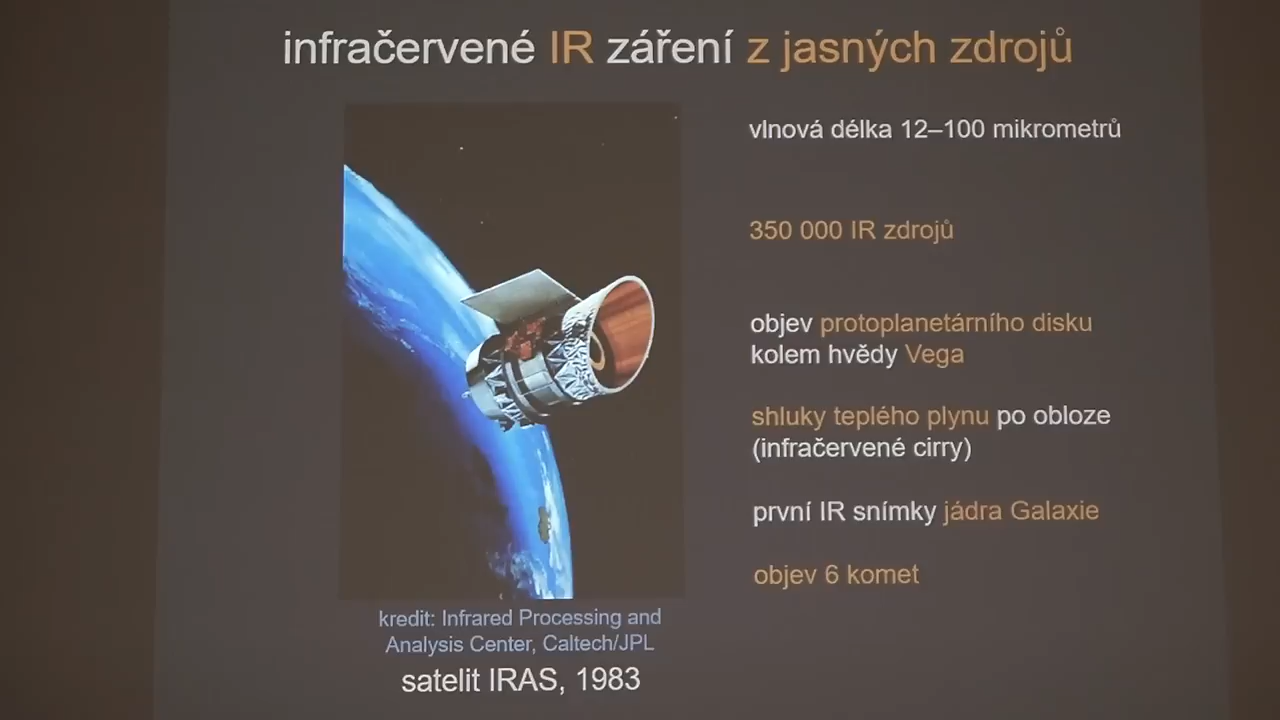 infračervené IR záření z jasných zdrojů
vlnová délka 12–100 mikrometrů
350 000 IR zdrojů
objev protoplanetárního disku
kolem hvědy Vega
shluky teplého plynu po obloze
(infračervené cirry)
první IR snímky jádra Galaxie
objev 6 komet
kredit: Infrared Processing and
Analysis Center, Caltech/JPL
satelit IRAS, 1983